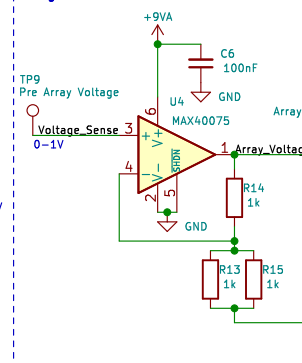 +9VA
C6
100nF
TP9
Pre Array Voltage
GND
U4
MAX40075
Array
6
Voltage_Sense
3
+
V+
0-1V
1
Array_Voltag
4
-
V-
SHDN
2
5
R14
1k
GND
R13
1k
R15
1k